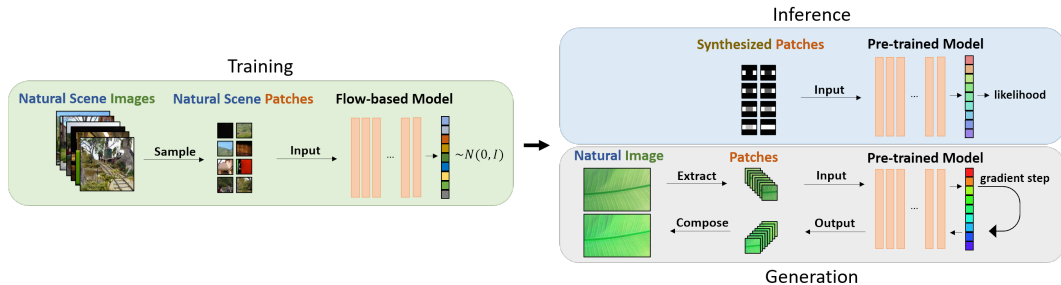 Training
Natural Scene Images
Natural Scene Patches
Flow-based Model
Sample
Input
...
~N(0, I)
Inference
Synthesized Patches
Pre-trained Model
Input
...
likelihood
Natural Image
Patches
Pre-trained Model
Extract
Input
gradient step
...
Compose
Output
Generation